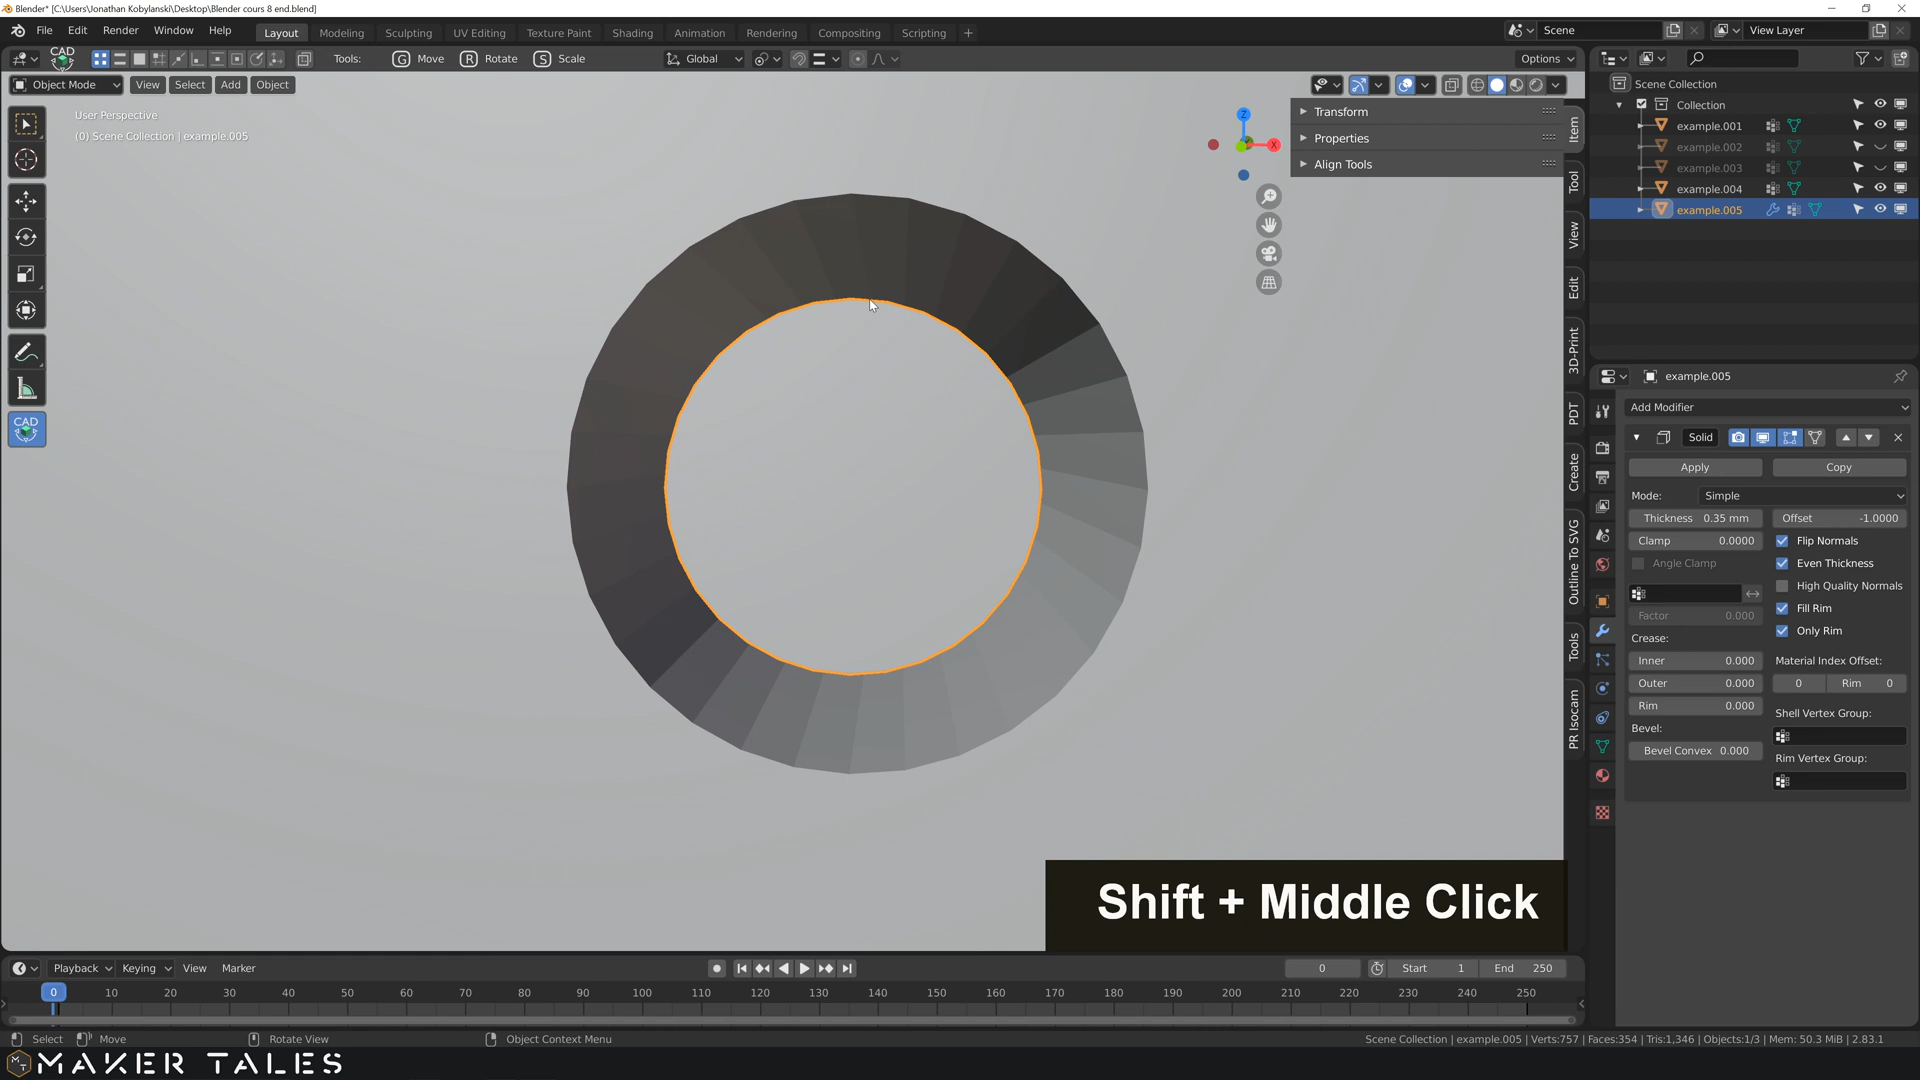 Blender* [C:\Users\Jonathan Kobylanski\Desktop\Blender cours 8 end.blend]
File Edit Render Window Help Layout Modeling Sculpting UV Editing Texture Paint Shading Animation Rendering Compositing Scripting + Scene View Layer
CAD Tools: G Move R Rotate S Scale Global Options
Object Mode View Select Add Object
User Perspective
(0) Scene Collection | example.005
Z
X
Transform
Properties
Align Tools
Item
Tool
View
Edit
3D-Print
PDT
Create
Outline To SVG
Tools
PR Isocam
CAD
Scene Collection
Collection
example.001
example.002
example.003
example.004
example.005
example.005
Add Modifier
Solid
Apply Copy
Mode: Simple
Thickness 0.35 mm Offset -1.0000
Clamp 0.0000 Flip Normals
Angle Clamp Even Thickness
High Quality Normals
Factor 0.000 Fill Rim
Crease: Only Rim
Inner 0.000 Material Index Offset:
Outer 0.000 0 Rim 0
Rim 0.000 Shell Vertex Group:
Bevel:
Bevel Convex 0.000 Rim Vertex Group:
Shift + Middle Click
Playback Keying View Marker 0 Start 1 End 250
0 10 20 30 40 50 60 70 80 90 100 110 120 130 140 150 160 170 180 190 200 210 220 230 240 250
Select Move Rotate View Object Context Menu Scene Collection | example.005 | Verts:757 | Faces:354 | Tris:1,346 | Objects:1/3 | Mem: 50.3 MiB | 2.83.1
MT MAKER TALES